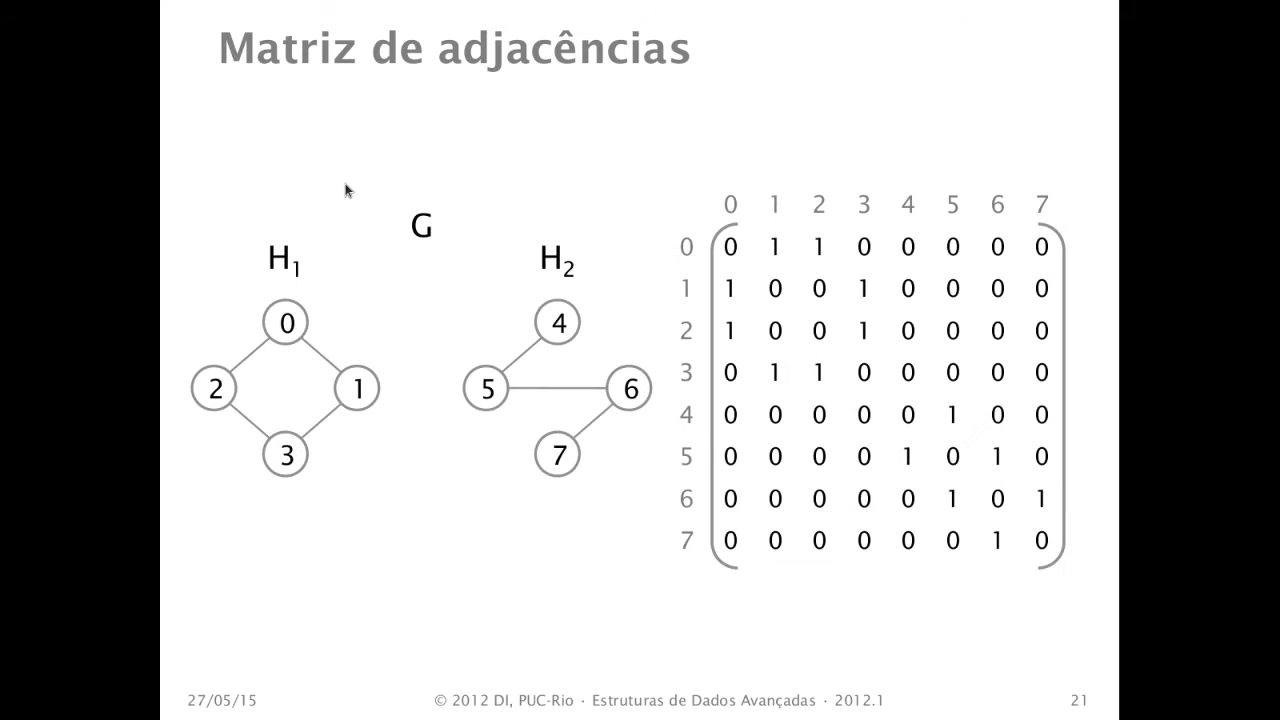 Matriz de adjacências
G
H1
H2
0
2
1
3
4
5
6
7
0 1 2 3 4 5 6 7
0 0 1 1 0 0 0 0 0
1 1 0 0 1 0 0 0 0
2 1 0 0 1 0 0 0 0
3 0 1 1 0 0 0 0 0
4 0 0 0 0 0 1 0 0
5 0 0 0 0 1 0 1 0
6 0 0 0 0 0 1 0 1
7 0 0 0 0 0 0 1 0
27/05/15
© 2012 DI, PUC-Rio · Estruturas de Dados Avançadas · 2012.1
21